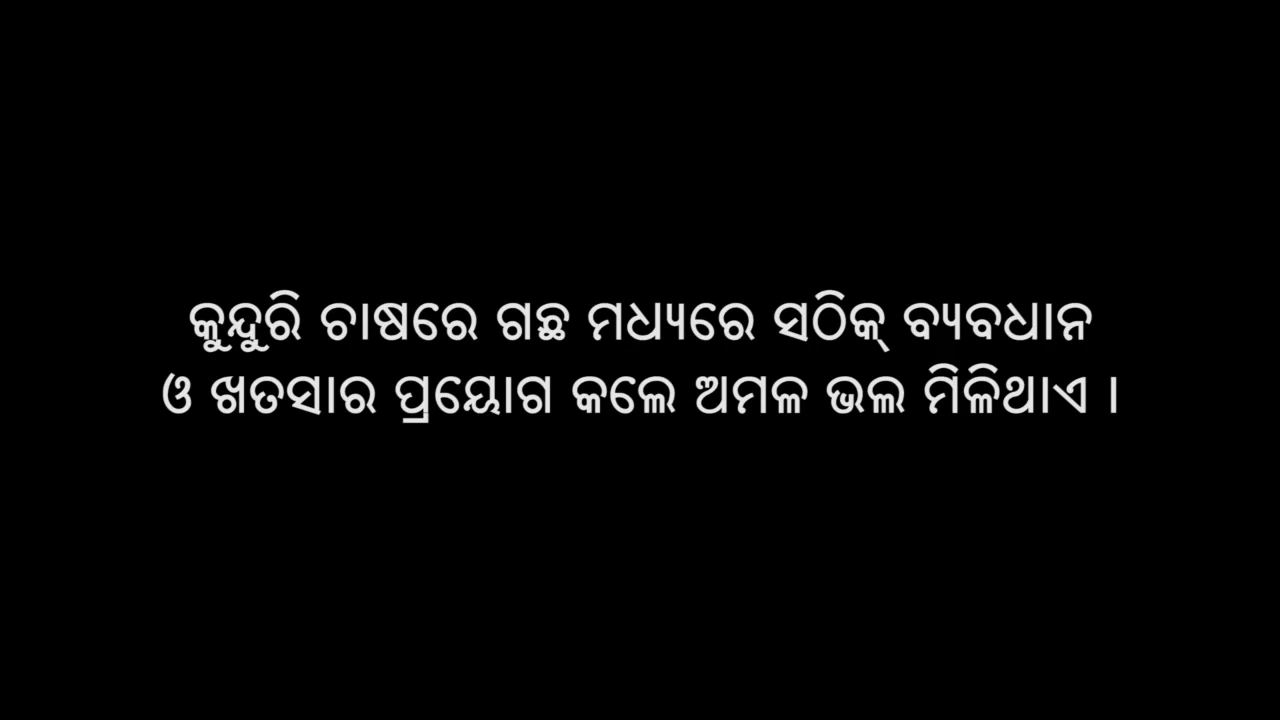 କୁନ୍ଦୁରି ଚାଷରେ ଗଛ ମଧ୍ୟରେ ସଠିକ୍ ବ୍ୟବଧାନ
ଓ ଖତସାର ପ୍ରୟୋଗ କଲେ ଅମଳ ଭଲ ମିଳିଥାଏ ।